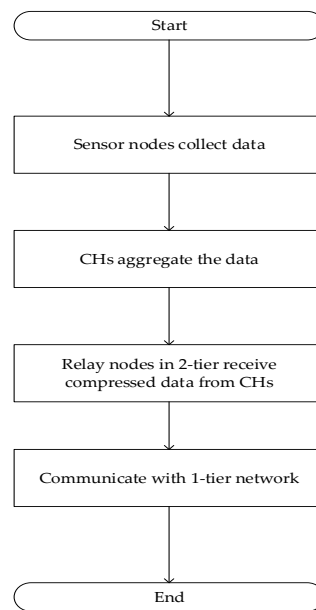 Start
Sensor nodes collect data
CHs aggregate the data
Relay nodes in 2-tier receive
compressed data from CHs
Communicate with 1-tier network
End